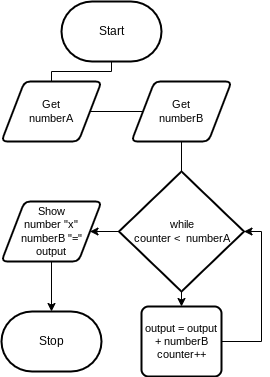 Start
Get
numberA
Get
numberB
while
counter < numberA
Show
number "x"
numberB "="
output
output = output
+ numberB
counter++
Stop